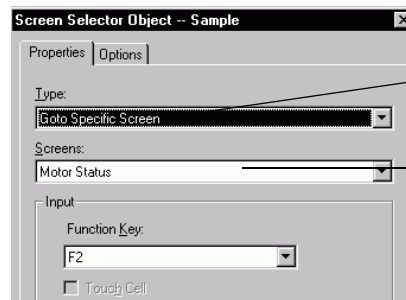 Screen Selector Object -- Sample
Properties Options
Type:
Goto Specific Screen
Screens:
Motor Status
Input
Function Key:
F2
Touch Cell